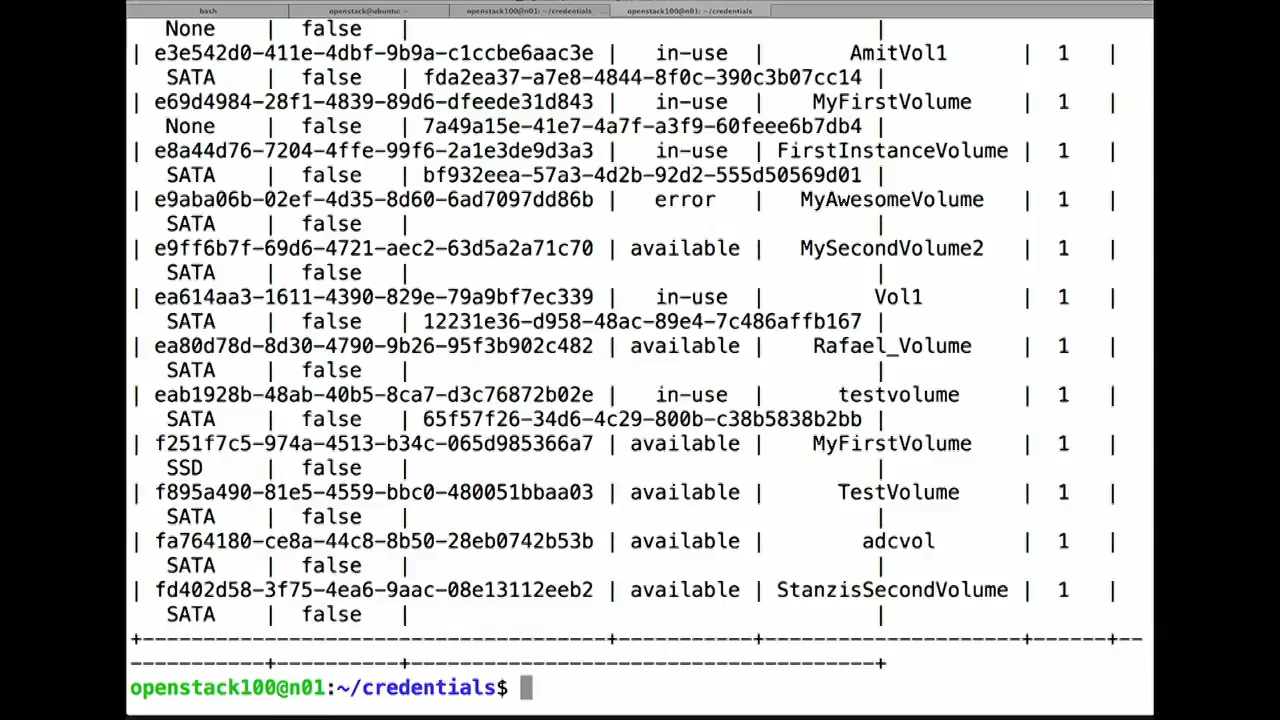 bash openstack@ubuntu: ~ openstack100@n01: ~/credentials ... openstack100@n01: ~/credentials
None | false | |
| e3e542d0-411e-4dbf-9b9a-c1ccbe6aac3e | in-use | AmitVol1 | 1 |
SATA | false | fda2ea37-a7e8-4844-8f0c-390c3b07cc14 |
| e69d4984-28f1-4839-89d6-dfeede31d843 | in-use | MyFirstVolume | 1 |
None | false | 7a49a15e-41e7-4a7f-a3f9-60feee6b7db4 |
| e8a44d76-7204-4ffe-99f6-2a1e3de9d3a3 | in-use | FirstInstanceVolume | 1 |
SATA | false | bf932eea-57a3-4d2b-92d2-555d50569d01 |
| e9aba06b-02ef-4d35-8d60-6ad7097dd86b | error | MyAwesomeVolume | 1 |
SATA | false | |
| e9ff6b7f-69d6-4721-aec2-63d5a2a71c70 | available | MySecondVolume2 | 1 |
SATA | false | |
| ea614aa3-1611-4390-829e-79a9bf7ec339 | in-use | Vol1 | 1 |
SATA | false | 12231e36-d958-48ac-89e4-7c486affb167 |
| ea80d78d-8d30-4790-9b26-95f3b902c482 | available | Rafael_Volume | 1 |
SATA | false | |
| eab1928b-48ab-40b5-8ca7-d3c76872b02e | in-use | testvolume | 1 |
SATA | false | 65f57f26-34d6-4c29-800b-c38b5838b2bb |
| f251f7c5-974a-4513-b34c-065d985366a7 | available | MyFirstVolume | 1 |
SSD | false | |
| f895a490-81e5-4559-bbc0-480051bbaa03 | available | TestVolume | 1 |
SATA | false | |
| fa764180-ce8a-44c8-8b50-28eb0742b53b | available | adcvol | 1 |
SATA | false | |
| fd402d58-3f75-4ea6-9aac-08e13112eeb2 | available | StanzisSecondVolume | 1 |
SATA | false | |
+--------------------------------------+-----------+---------------------+------+--
-----------+----------+--------------------------------------+
openstack100@n01:~/credentials$